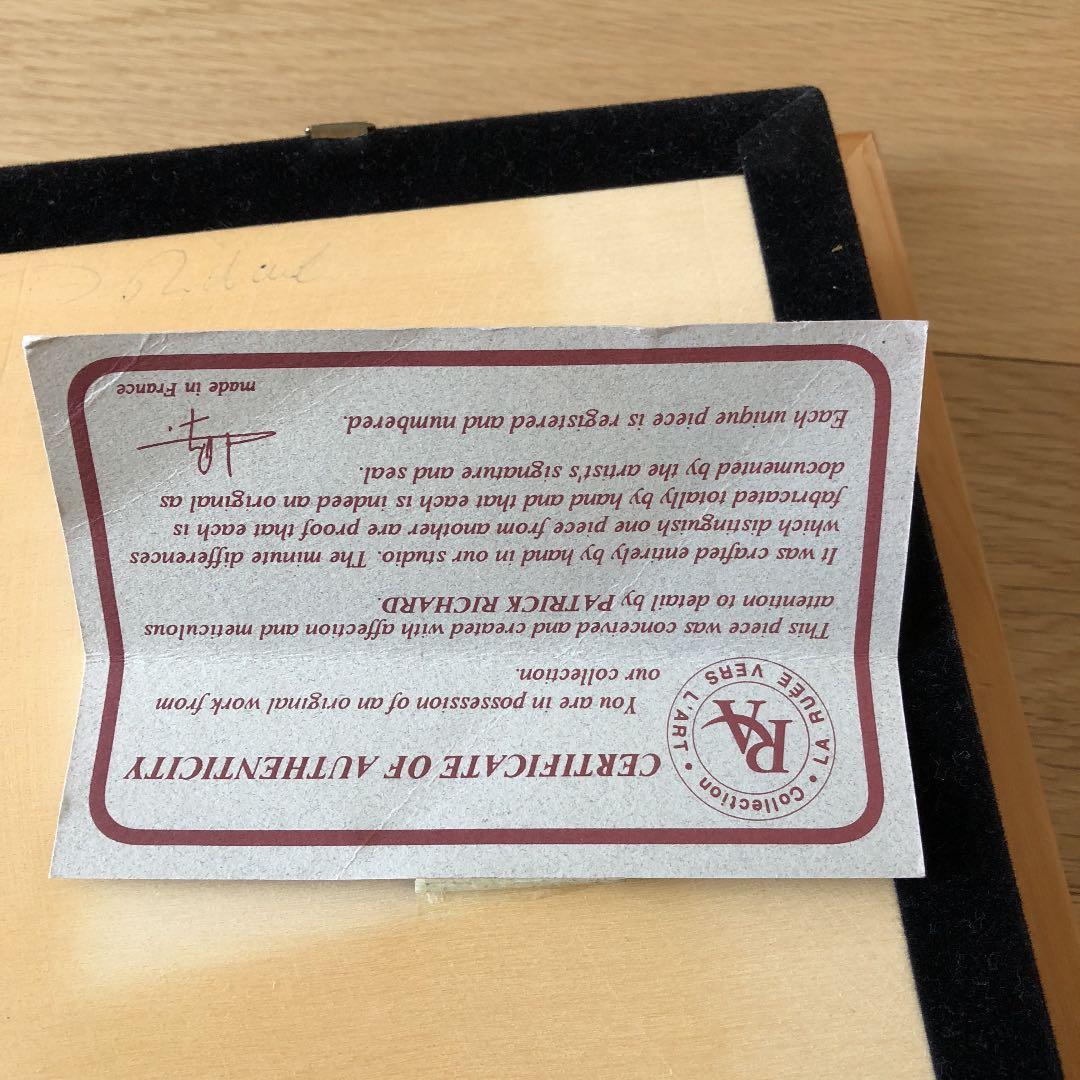 CERTIFICATE OF AUTHENTICITY
You are in possession of an original work from
our collection.
Collection • LA RUÉE VERS L'ART •
RA
This piece was conceived and created with affection and meticulous
attention to detail by PATRICK RICHARD.
It was crafted entirely by hand in our studio. The minute differences
which distinguish one piece from another are proof that each is
fabricated totally by hand and that each is indeed an original as
documented by the artist's signature and seal.
Each unique piece is registered and numbered.
made in France